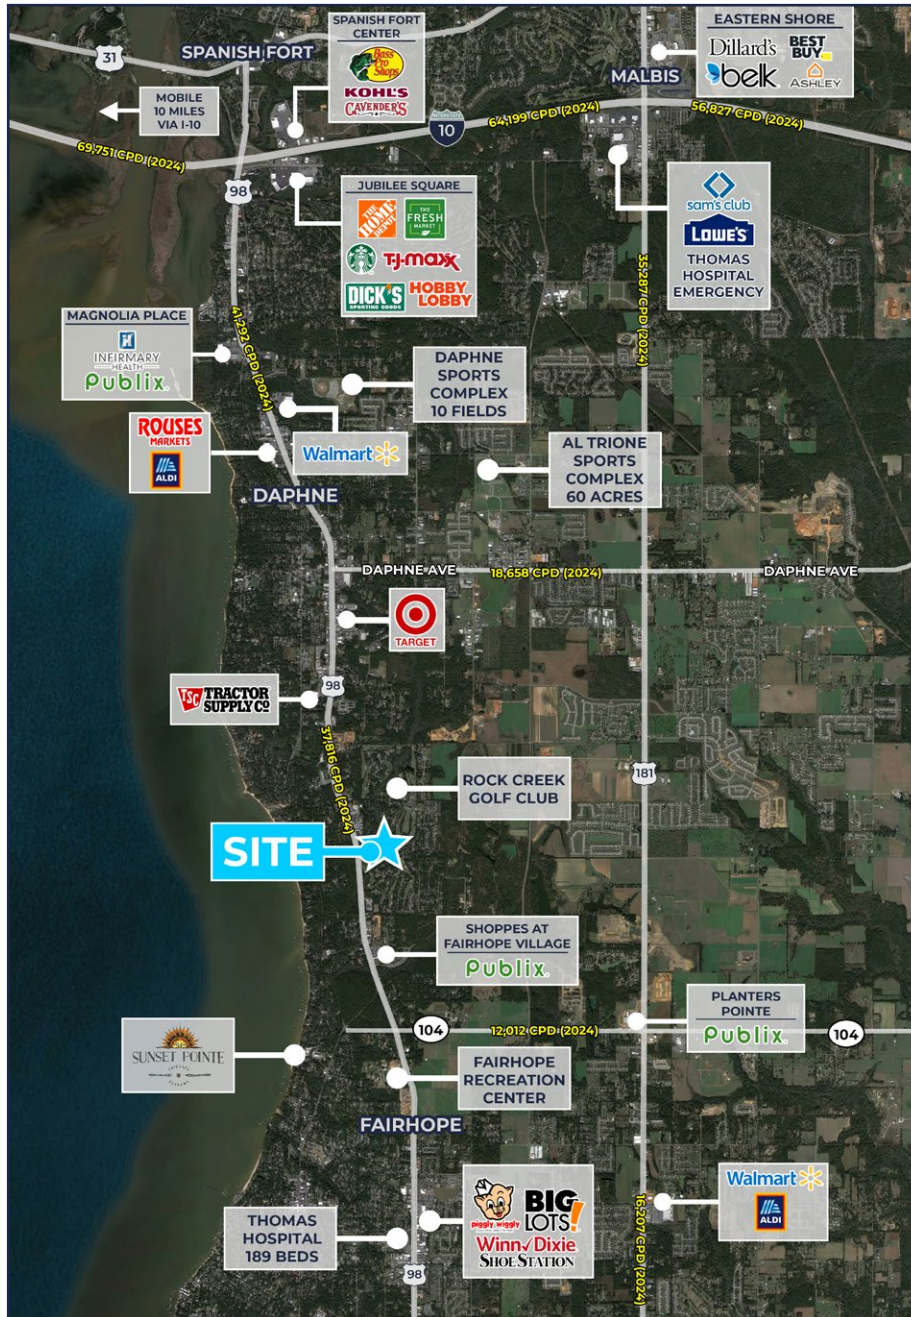 SPANISH FORT
CENTER
Bass
Pro
Shops
KOHL'S
CAVENDER'S
EASTERN SHORE
Dillard's
BEST
BUY
belk
ASHLEY
31
SPANISH FORT
MALBIS
MOBILE
10 MILES
VIA I-10
10
64,199 CPD (2024)
56,827 CPD (2024)
69,751 CPD (2024)
98
JUBILEE SQUARE
THE
HOME
DEPOT
THE
FRESH
MARKET
T.J.maxx
DICK'S
SPORTING GOODS
HOBBY
LOBBY
sam's club
LOWE'S
THOMAS
HOSPITAL
EMERGENCY
35,287 CPD (2024)
41,292 CPD (2024)
MAGNOLIA PLACE
INFIRMARY
HEALTH
Publix
DAPHNE
SPORTS
COMPLEX
10 FIELDS
ROUSES
MARKETS
ALDI
Walmart
AL TRIONE
SPORTS
COMPLEX
60 ACRES
DAPHNE
DAPHNE AVE
18,658 CPD (2024)
DAPHNE AVE
TARGET
98
TSC TRACTOR
SUPPLY CO
37,816 CPD (2024)
181
ROCK CREEK
GOLF CLUB
SITE
SHOPPES AT
FAIRHOPE VILLAGE
Publix
PLANTERS
POINTE
Publix
104
12,012 CPD (2024)
104
SUNSET POINTE
FAIRHOPE
RECREATION
CENTER
FAIRHOPE
THOMAS
HOSPITAL
189 BEDS
piggly wiggly
BIG
LOTS!
Winn Dixie
SHOE STATION
Walmart
ALDI
16,207 CPD (2024)
98